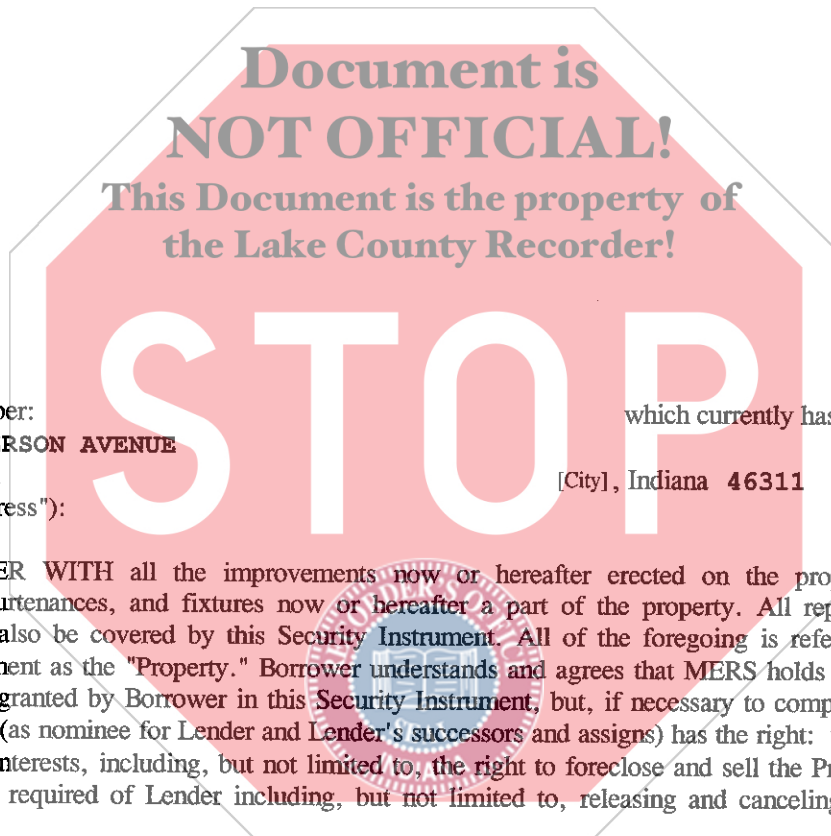 Document is
NOT OFFICIAL!
This Document is the property of
the Lake County Recorder!
STOP
per: which currently has
RSON AVENUE
[City], Indiana 46311
ress"):
ER WITH all the improvements now or hereafter erected on the pro
urtenances, and fixtures now or hereafter a part of the property. All rep
also be covered by this Security Instrument. All of the foregoing is refe
ment as the "Property." Borrower understands and agrees that MERS holds
granted by Borrower in this Security Instrument, but, if necessary to comp
(as nominee for Lender and Lender's successors and assigns) has the right:
nterests, including, but not limited to, the right to foreclose and sell the Pr
required of Lender including, but not limited to, releasing and canceling